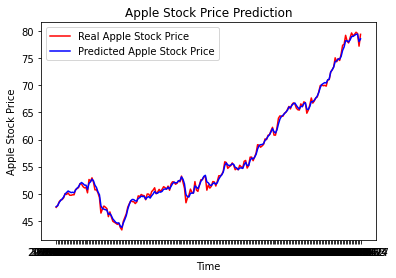 Apple Stock Price Prediction
Real Apple Stock Price
Predicted Apple Stock Price
Apple Stock Price
80
75
70
65
60
55
50
45
Time